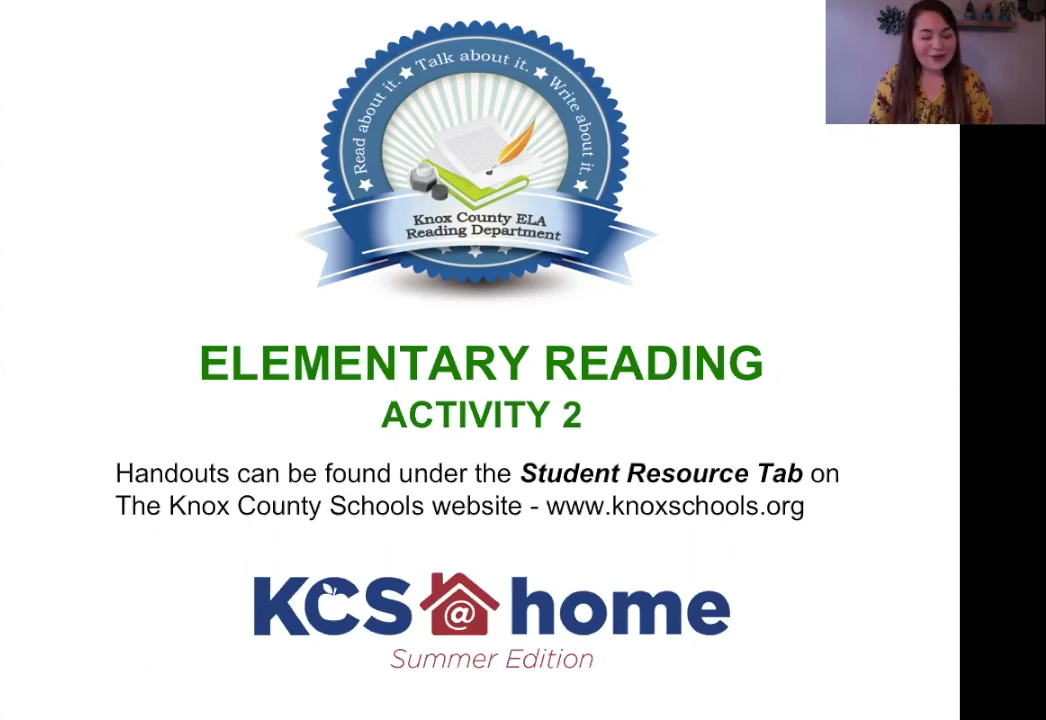 Read about it. ★ Talk about it. ★ Write about it.
Knox County ELA
Reading Department
ELEMENTARY READING
ACTIVITY 2
Handouts can be found under the Student Resource Tab on
The Knox County Schools website - www.knoxschools.org
KCS@home
Summer Edition